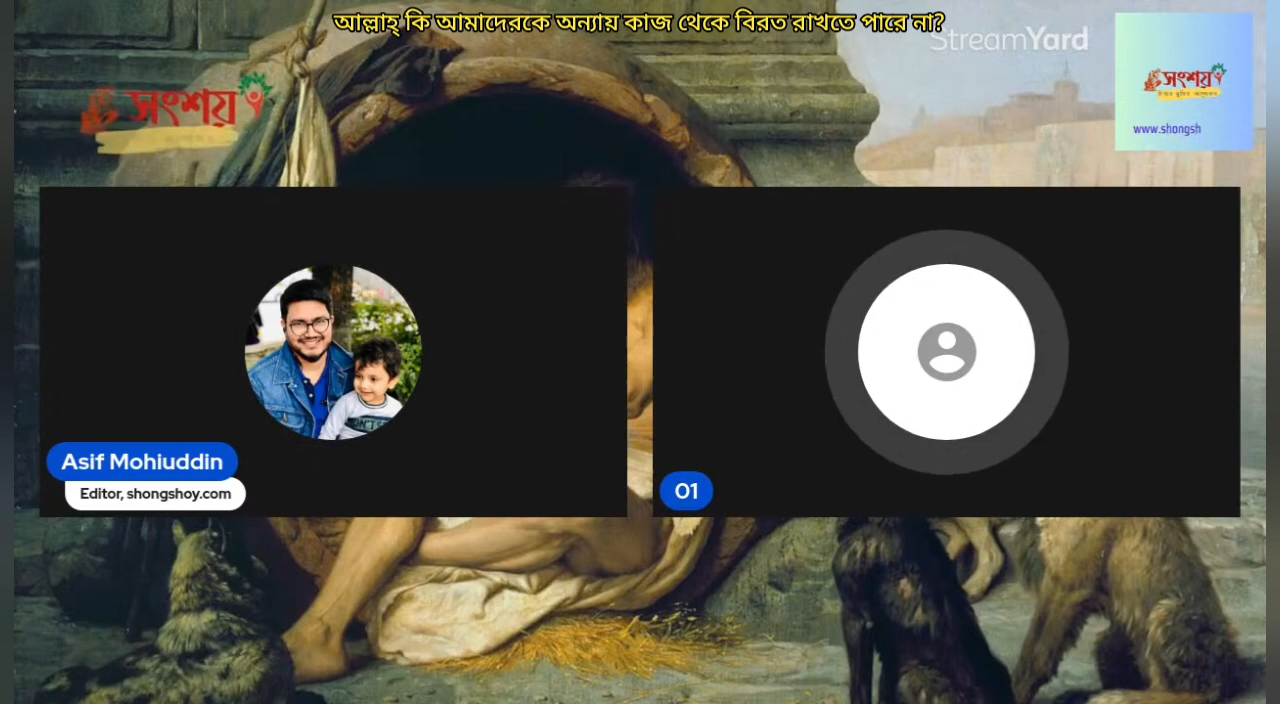 আল্লাহ্ কি আমাদেরকে অন্যায় কাজ থেকে বিরত রাখতে পারে না?
StreamYard
সংশয়
সংশয়
www.shongsh
Asif Mohiuddin
Editor, shongshoy.com
01